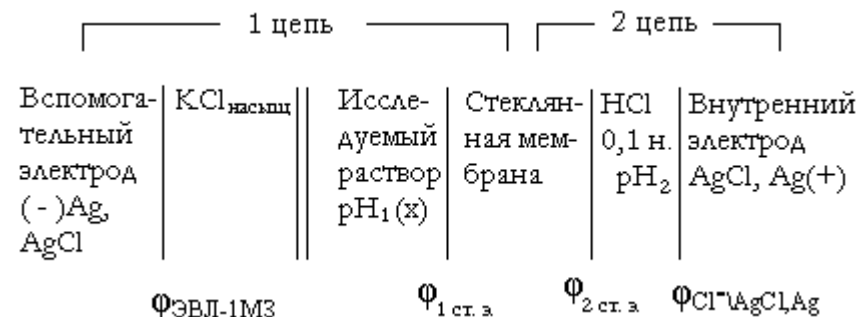 1 цепь 2 цепь
Вспомога-
тельный
электрод
(-)Ag,
AgCl
KClнасыщ
Иссле-
дуемый
раствор
pH₁(x)
Стеклян-
ная мем-
брана
HCl
0,1 н.
pH₂
Внутренний
электрод
AgCl, Ag(+)
φЭВЛ-1М3
φ1 ст. э.
φ2 ст. э.
φCl⁻\AgCl,Ag